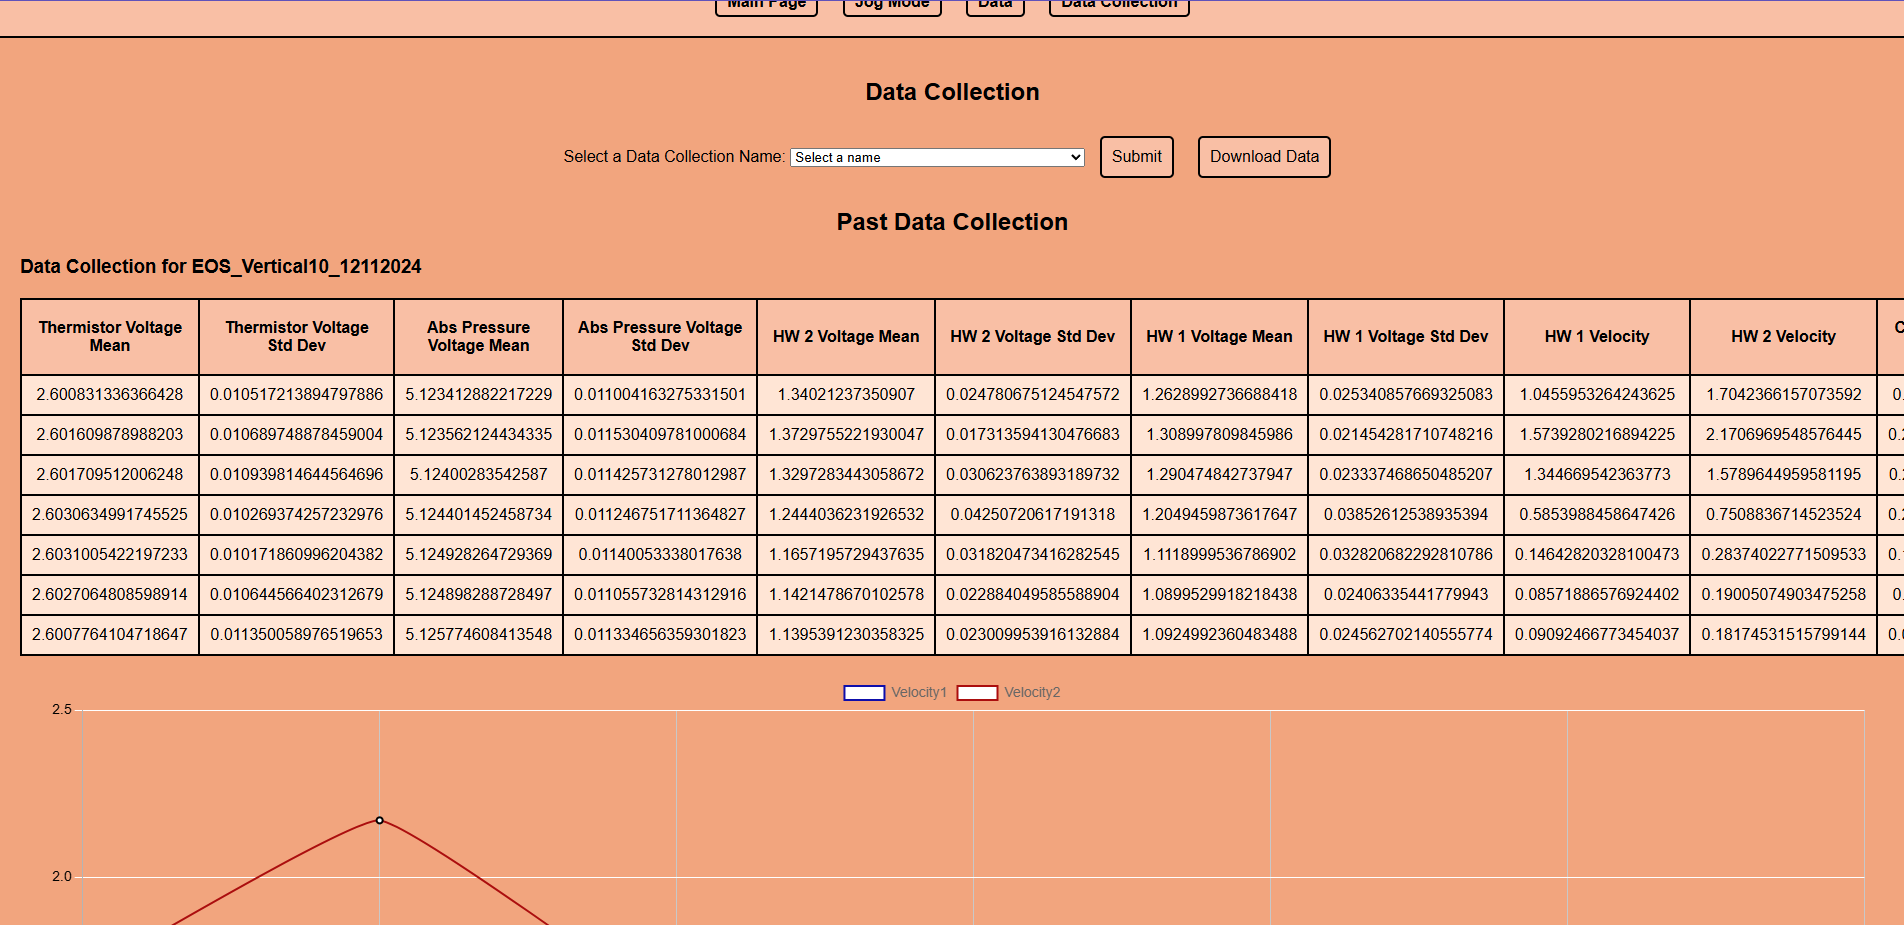 Main Page Jog Mode Data Data Collection
Data Collection
Select a Data Collection Name: Select a name Submit Download Data
Past Data Collection
Data Collection for EOS_Vertical10_12112024
Thermistor Voltage Mean Thermistor Voltage Std Dev Abs Pressure Voltage Mean Abs Pressure Voltage Std Dev HW 2 Voltage Mean HW 2 Voltage Std Dev HW 1 Voltage Mean HW 1 Voltage Std Dev HW 1 Velocity HW 2 Velocity C
2.600831336366428 0.010517213894797886 5.123412882217229 0.011004163275331501 1.34021237350907 0.024780675124547572 1.2628992736688418 0.025340857669325083 1.0455953264243625 1.7042366157073592 0.
2.601609878988203 0.010689748878459004 5.123562124434335 0.011530409781000684 1.3729755221930047 0.017313594130476683 1.308997809845986 0.021454281710748216 1.5739280216894225 2.1706969548576445 0.
2.601709512006248 0.010939814644564696 5.12400283542587 0.011425731278012987 1.3297283443058672 0.030623763893189732 1.290474842737947 0.023337468650485207 1.344669542363773 1.5789644959581195 0.
2.6030634991745525 0.010269374257232976 5.124401452458734 0.011246751711364827 1.2444036231926532 0.04250720617191318 1.2049459873617647 0.03852612538935394 0.5853988458647426 0.7508836714523524 0.
2.6031005422197233 0.010171860996204382 5.124928264729369 0.01140053338017638 1.1657195729437635 0.031820473416282545 1.1118999536786902 0.032820682292810786 0.14642820328100473 0.28374022771509533 0.
2.6027064808598914 0.010644566402312679 5.124898288728497 0.011055732814312916 1.1421478670102578 0.022884049585588904 1.0899529918218438 0.02406335441779943 0.08571886576924402 0.19005074903475258 0.
2.6007764104718647 0.011350058976519653 5.125774608413548 0.011334656359301823 1.1395391230358325 0.023009953916132884 1.0924992360483488 0.024562702140555774 0.09092466773454037 0.18174531515799144 0.
Velocity1 Velocity2
2.5
2.0